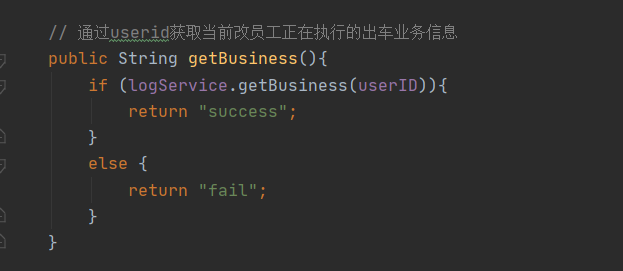 // 通过userid获取当前改员工正在执行的出车业务信息
public String getBusiness(){
if (logService.getBusiness(userID)){
return "success";
}
else {
return "fail";
}
}